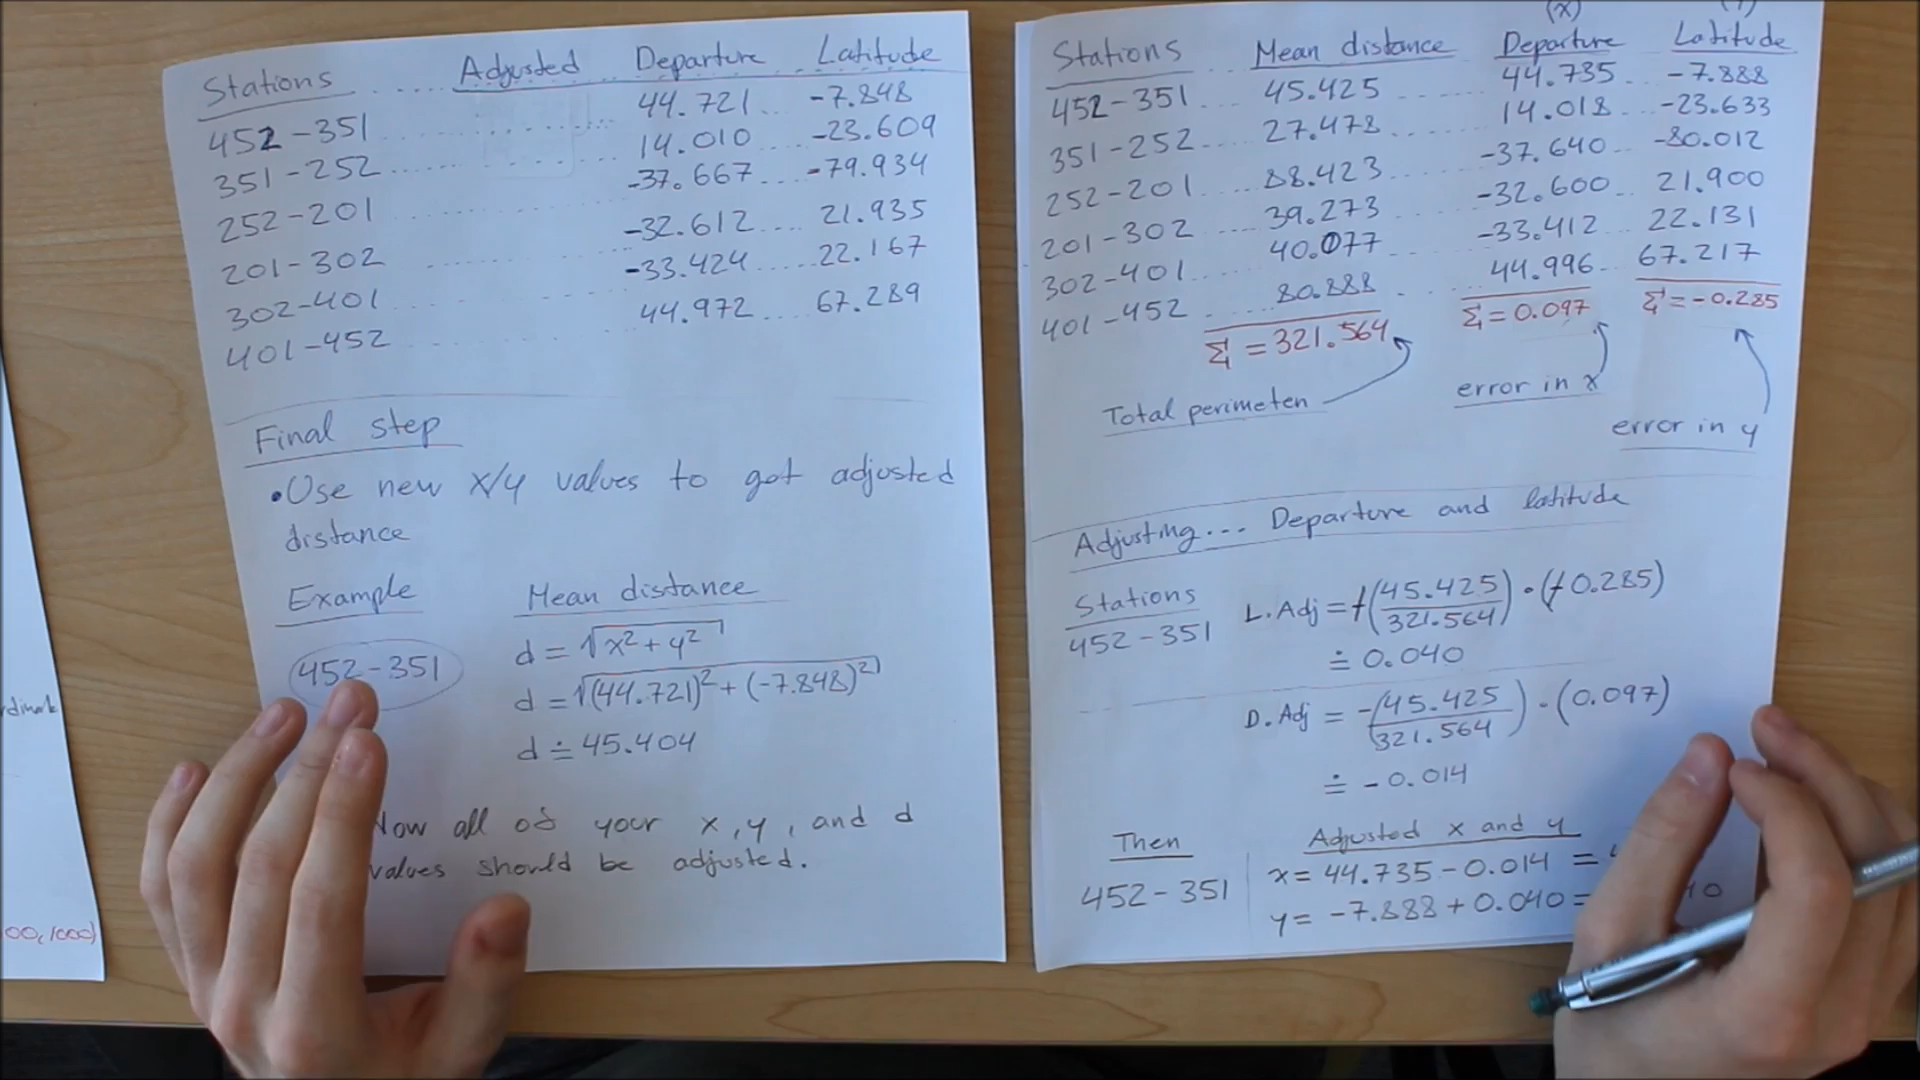 Stations Adjusted Departure Latitude
452-351 44.721 -7.848
351-252 14.010 -23.609
252-201 -37.667 -79.934
201-302 -32.612 21.935
302-401 -33.424 22.167
401-452 44.972 67.289
Final step
• Use new x/y values to get adjusted
distance
Example Mean distance
d = √x² + y²
452-351
d = √(44.721)² + (-7.848)²
d ≐ 45.404
Now all of your x, y, and d
values should be adjusted.
00,1000)
(x)
Stations Mean distance Departure Latitude
452-351 45.425 44.735 -7.888
351-252 27.478 14.018 -23.633
252-201 88.423 -37.640 -80.012
201-302 39.273 -32.600 21.900
302-401 40.077 -33.412 22.131
401-452 80.888 44.996 67.217
Σ = 321.564 Σ = 0.097 Σ = -0.285
Total perimeter error in x
error in y
Adjusting... Departure and latitude
Stations
452-351
L. Adj = -(45.425/321.564) · (-0.285)
≐ 0.040
D. Adj = -(45.425/321.564) · (0.097)
≐ -0.014
Then Adjusted x and y
452-351 x = 44.735 - 0.014 =
y = -7.888 + 0.040 =